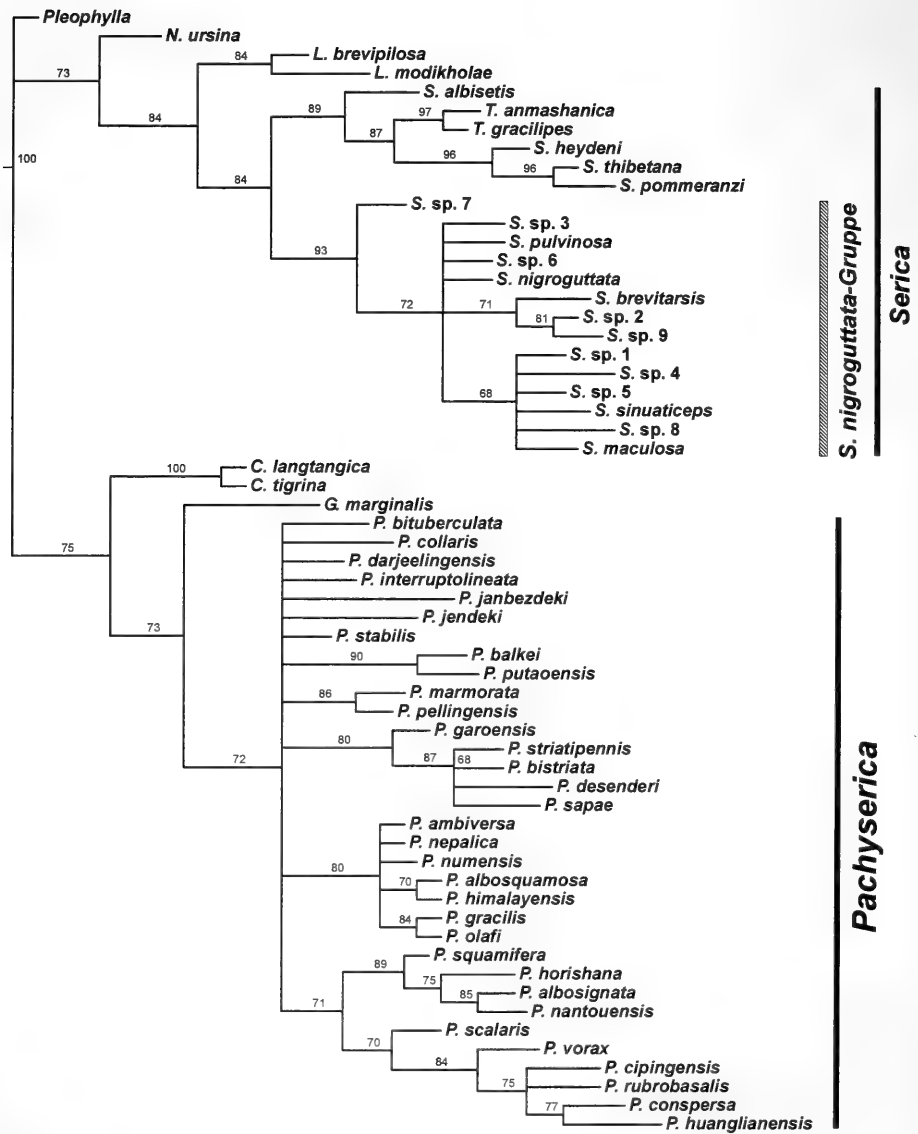 Pleophylla
N. ursina
73
84
L. brevipilosa
L. modikholae
84
S. albisetis
89
97
T. anmashanica
T. gracilipes
87
S. heydeni
96
100
96
S. thibetana
84
S. pommeranzi
S. sp. 7
S. sp. 3
93
S. pulvinosa
S. sp. 6
S. nigroguttata
72
71
S. brevitarsis
81
S. sp. 2
S. sp. 9
S. sp. 1
S. sp. 4
68
S. sp. 5
S. sinuaticeps
S. sp. 8
S. maculosa
S. nigroguttata-Gruppe
Serica
100
C. langtangica
C. tigrina
G. marginalis
P. bituberculata
75
P. collaris
P. darjeelingensis
P. interruptolineata
P. janbezdeki
P. jendeki
73
P. stabilis
90
P. balkei
P. putaoensis
86
P. marmorata
P. pellingensis
P. garoensis
80
P. striatipennis
72
87
68
P. bistriata
P. desenderi
P. sapae
P. ambiversa
P. nepalica
80
P. numensis
70
P. albosquamosa
P. himalayensis
84
P. gracilis
P. olafi
P. squamifera
89
75
P. horishana
85
P. albosignata
71
P. nantouensis
P. scalaris
70
84
P. vorax
P. cipingensis
75
P. rubrobasalis
77
P. conspersa
P. huanglianensis
Pachyserica